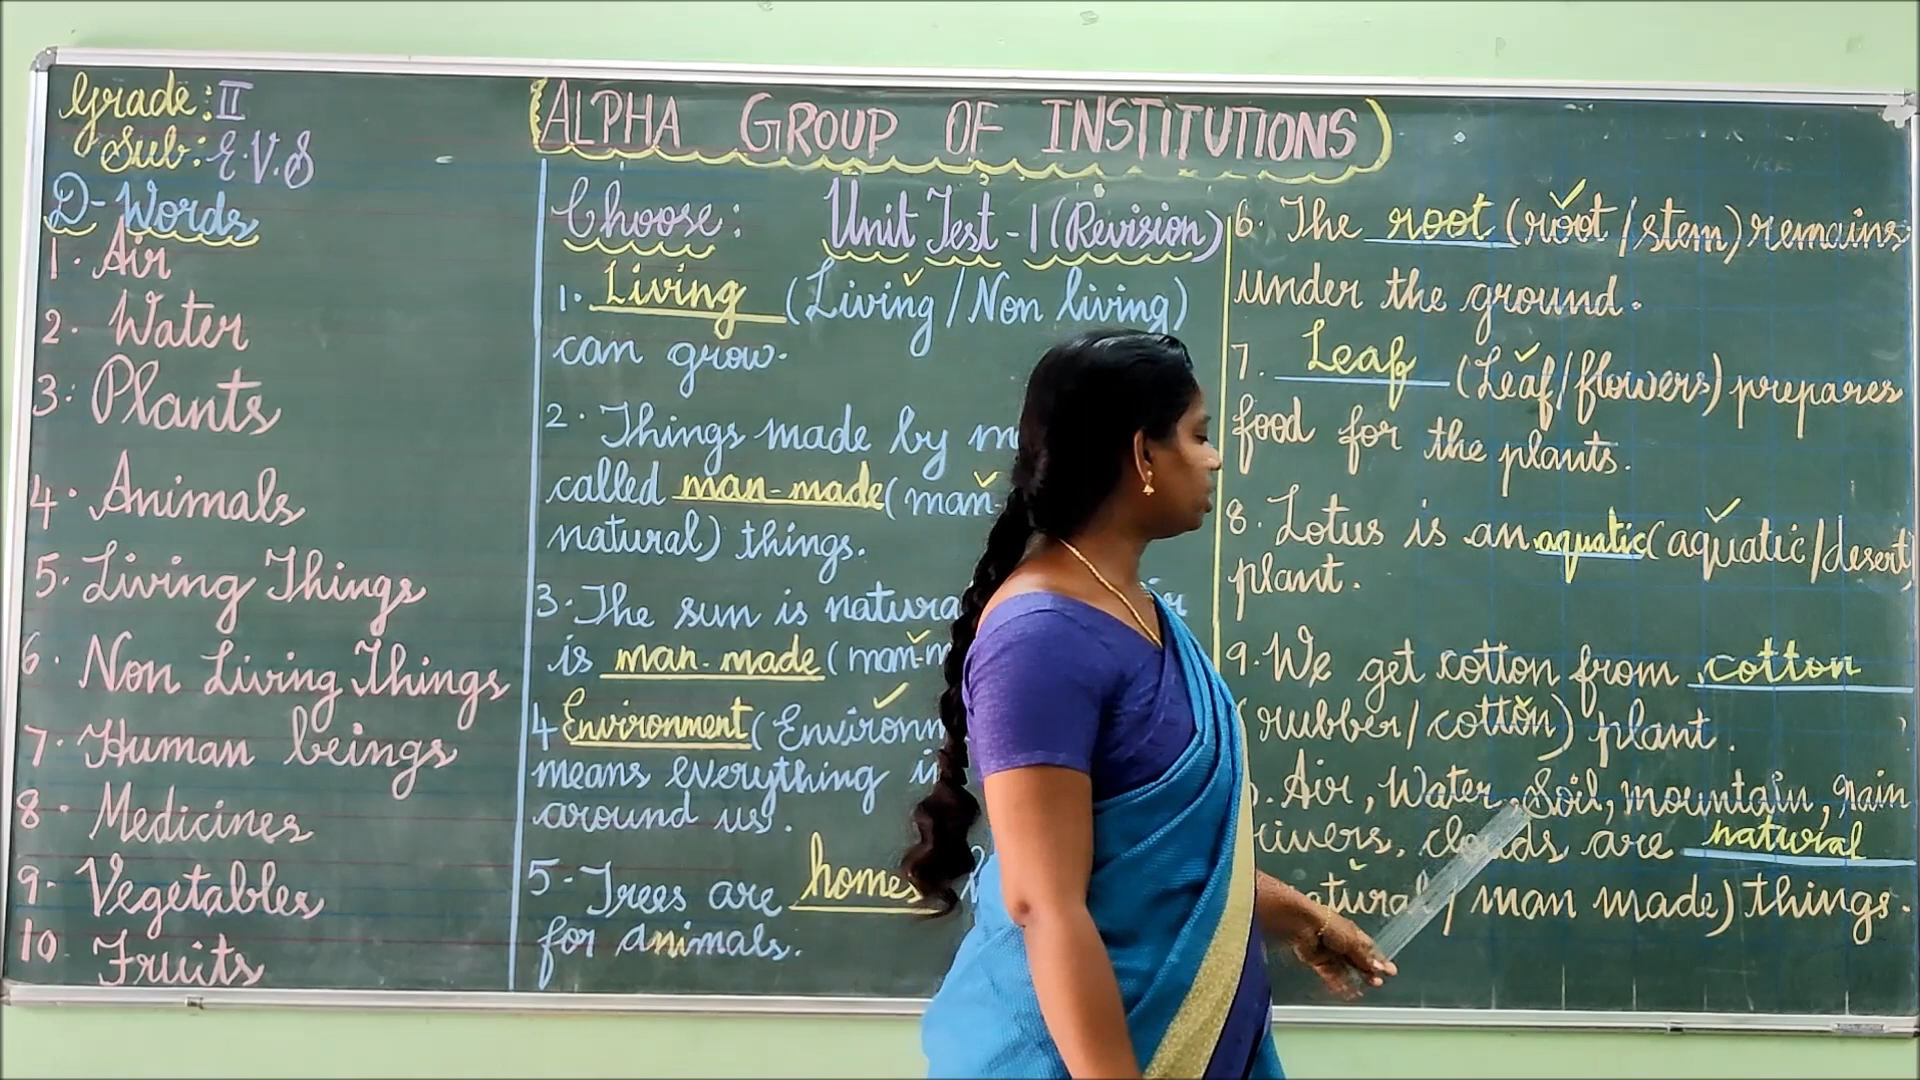 Grade: II
Sub: E.V.S
ALPHA GROUP OF INSTITUTIONS
D-Words
1. Air
2. Water
3. Plants
4. Animals
5. Living Things
6. Non Living Things
7. Human beings
8. Medicines
9. Vegetables
10. Fruits
Choose: Unit Test - 1 (Revision)
1. Living (Living / Non living)
can grow.
2. Things made by
called man-made (man-
natural) things.
3. The sun is
is man-made (
4 Environment (
means everything
around us.
5. Trees are homes
for animals.
6. The root (root / stem) remains
under the ground.
7. Leaf (Leaf / flowers) prepares
food for the plants.
8. Lotus is an aquatic (aquatic / desert)
plant.
9. We get cotton from cotton
(rubber / cotton) plant.
. Air, Water, Soil, mountain, rain
rivers, clouds are natural
/ man made) things.